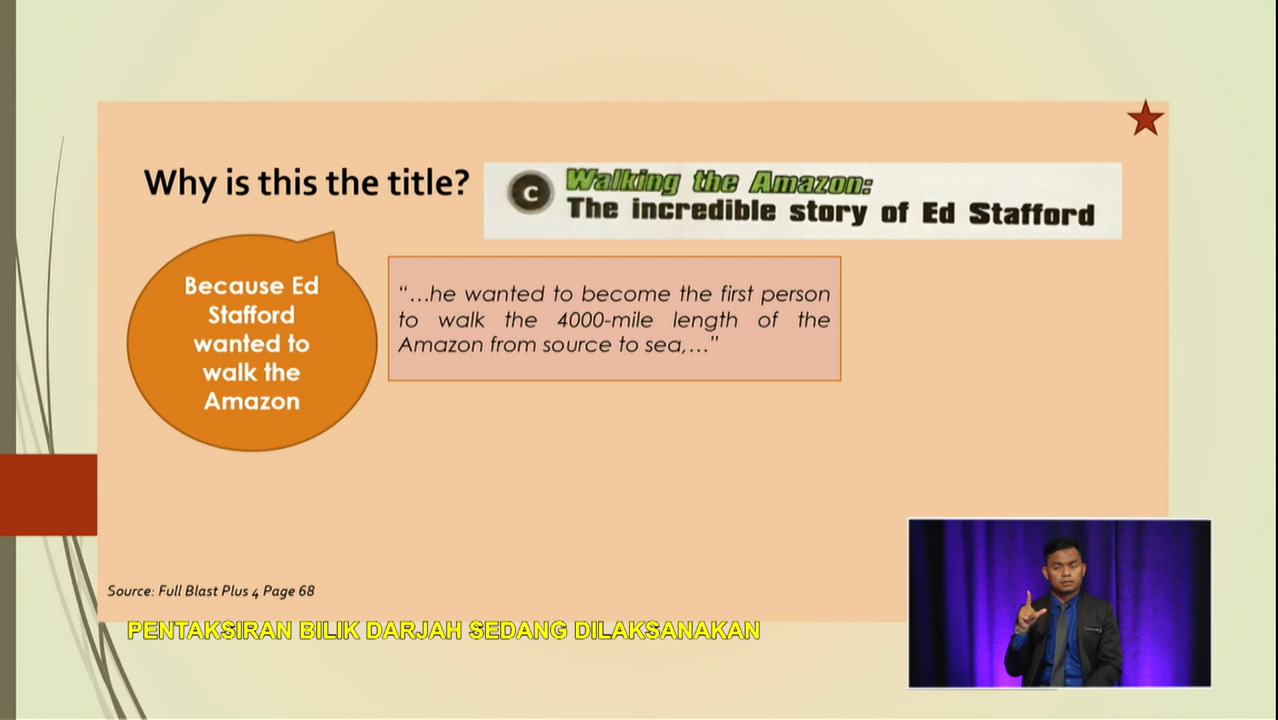 Why is this the title?
C Walking the Amazon:
The incredible story of Ed Stafford
Because Ed
Stafford
wanted to
walk the
Amazon
“…he wanted to become the first person
to walk the 4000-mile length of the
Amazon from source to sea,…”
Source: Full Blast Plus 4 Page 68
PENTAKSIRAN BILIK DARJAH SEDANG DILAKSANAKAN